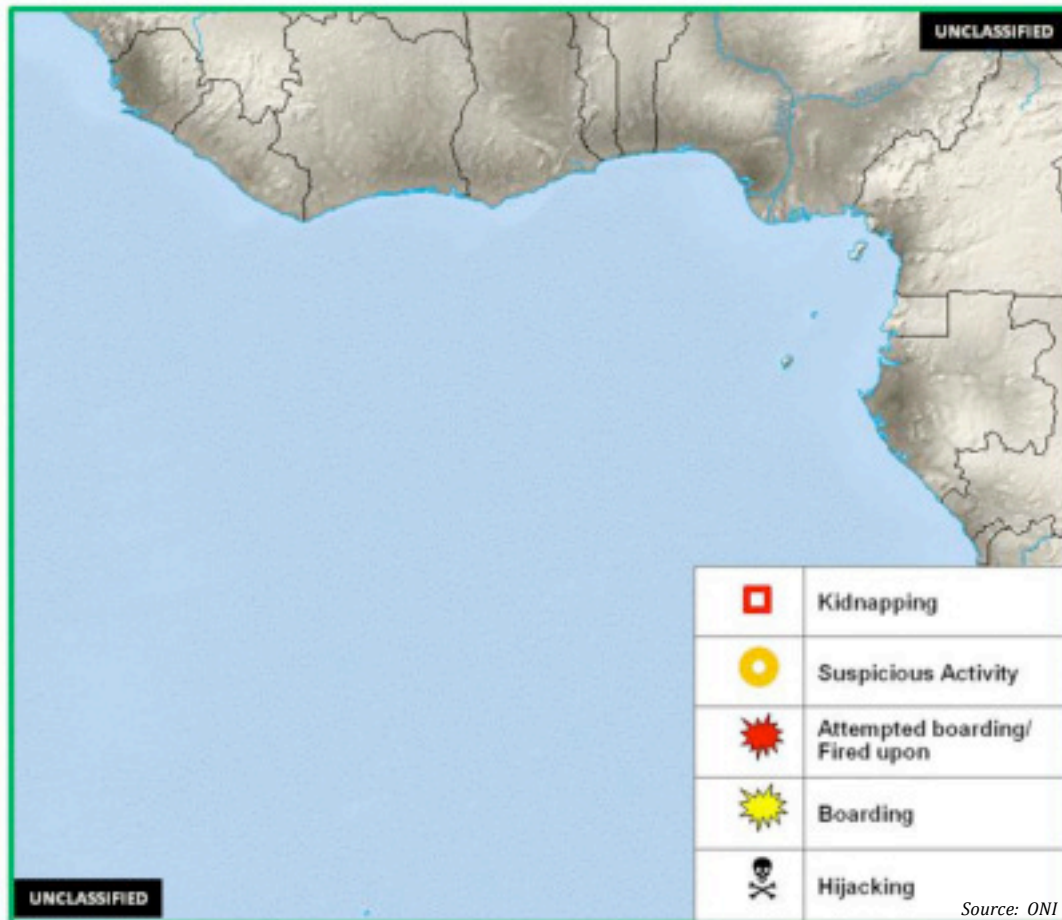 UNCLASSIFIED
Kidnapping
Suspicious Activity
Attempted boarding/
Fired upon
Boarding
Hijacking
UNCLASSIFIED
Source: ONI